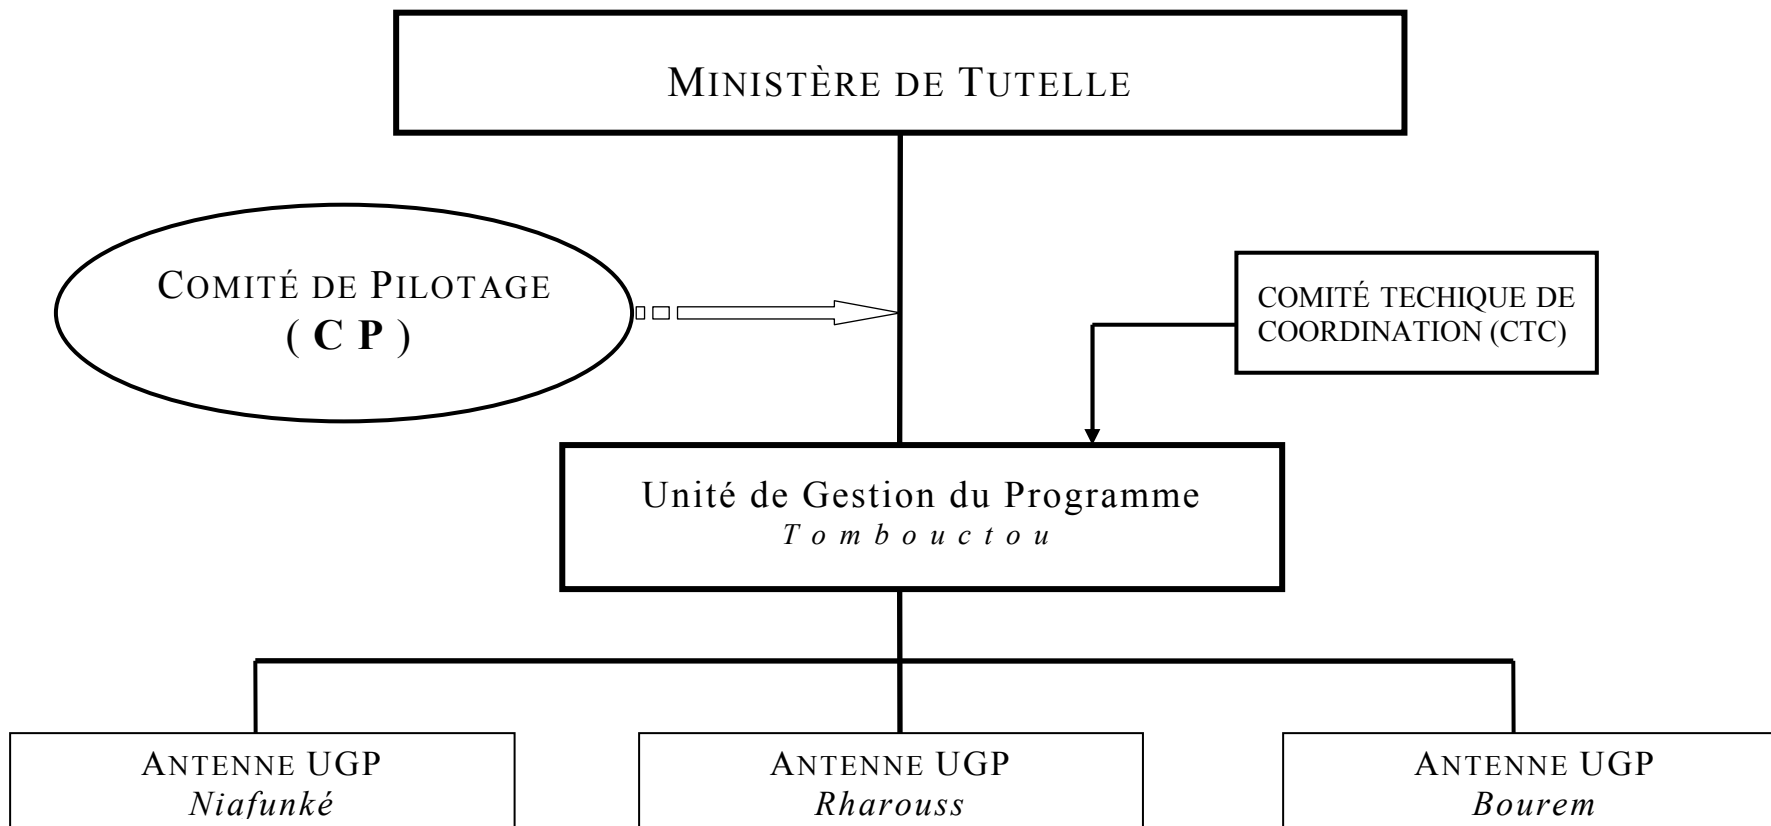 MINISTÈRE DE TUTELLE
COMITÉ DE PILOTAGE
( C P )
COMITÉ TECHIQUE DE
COORDINATION (CTC)
Unité de Gestion du Programme
Tombouctou
ANTENNE UGP
Niafunké
ANTENNE UGP
Rharouss
ANTENNE UGP
Bourem